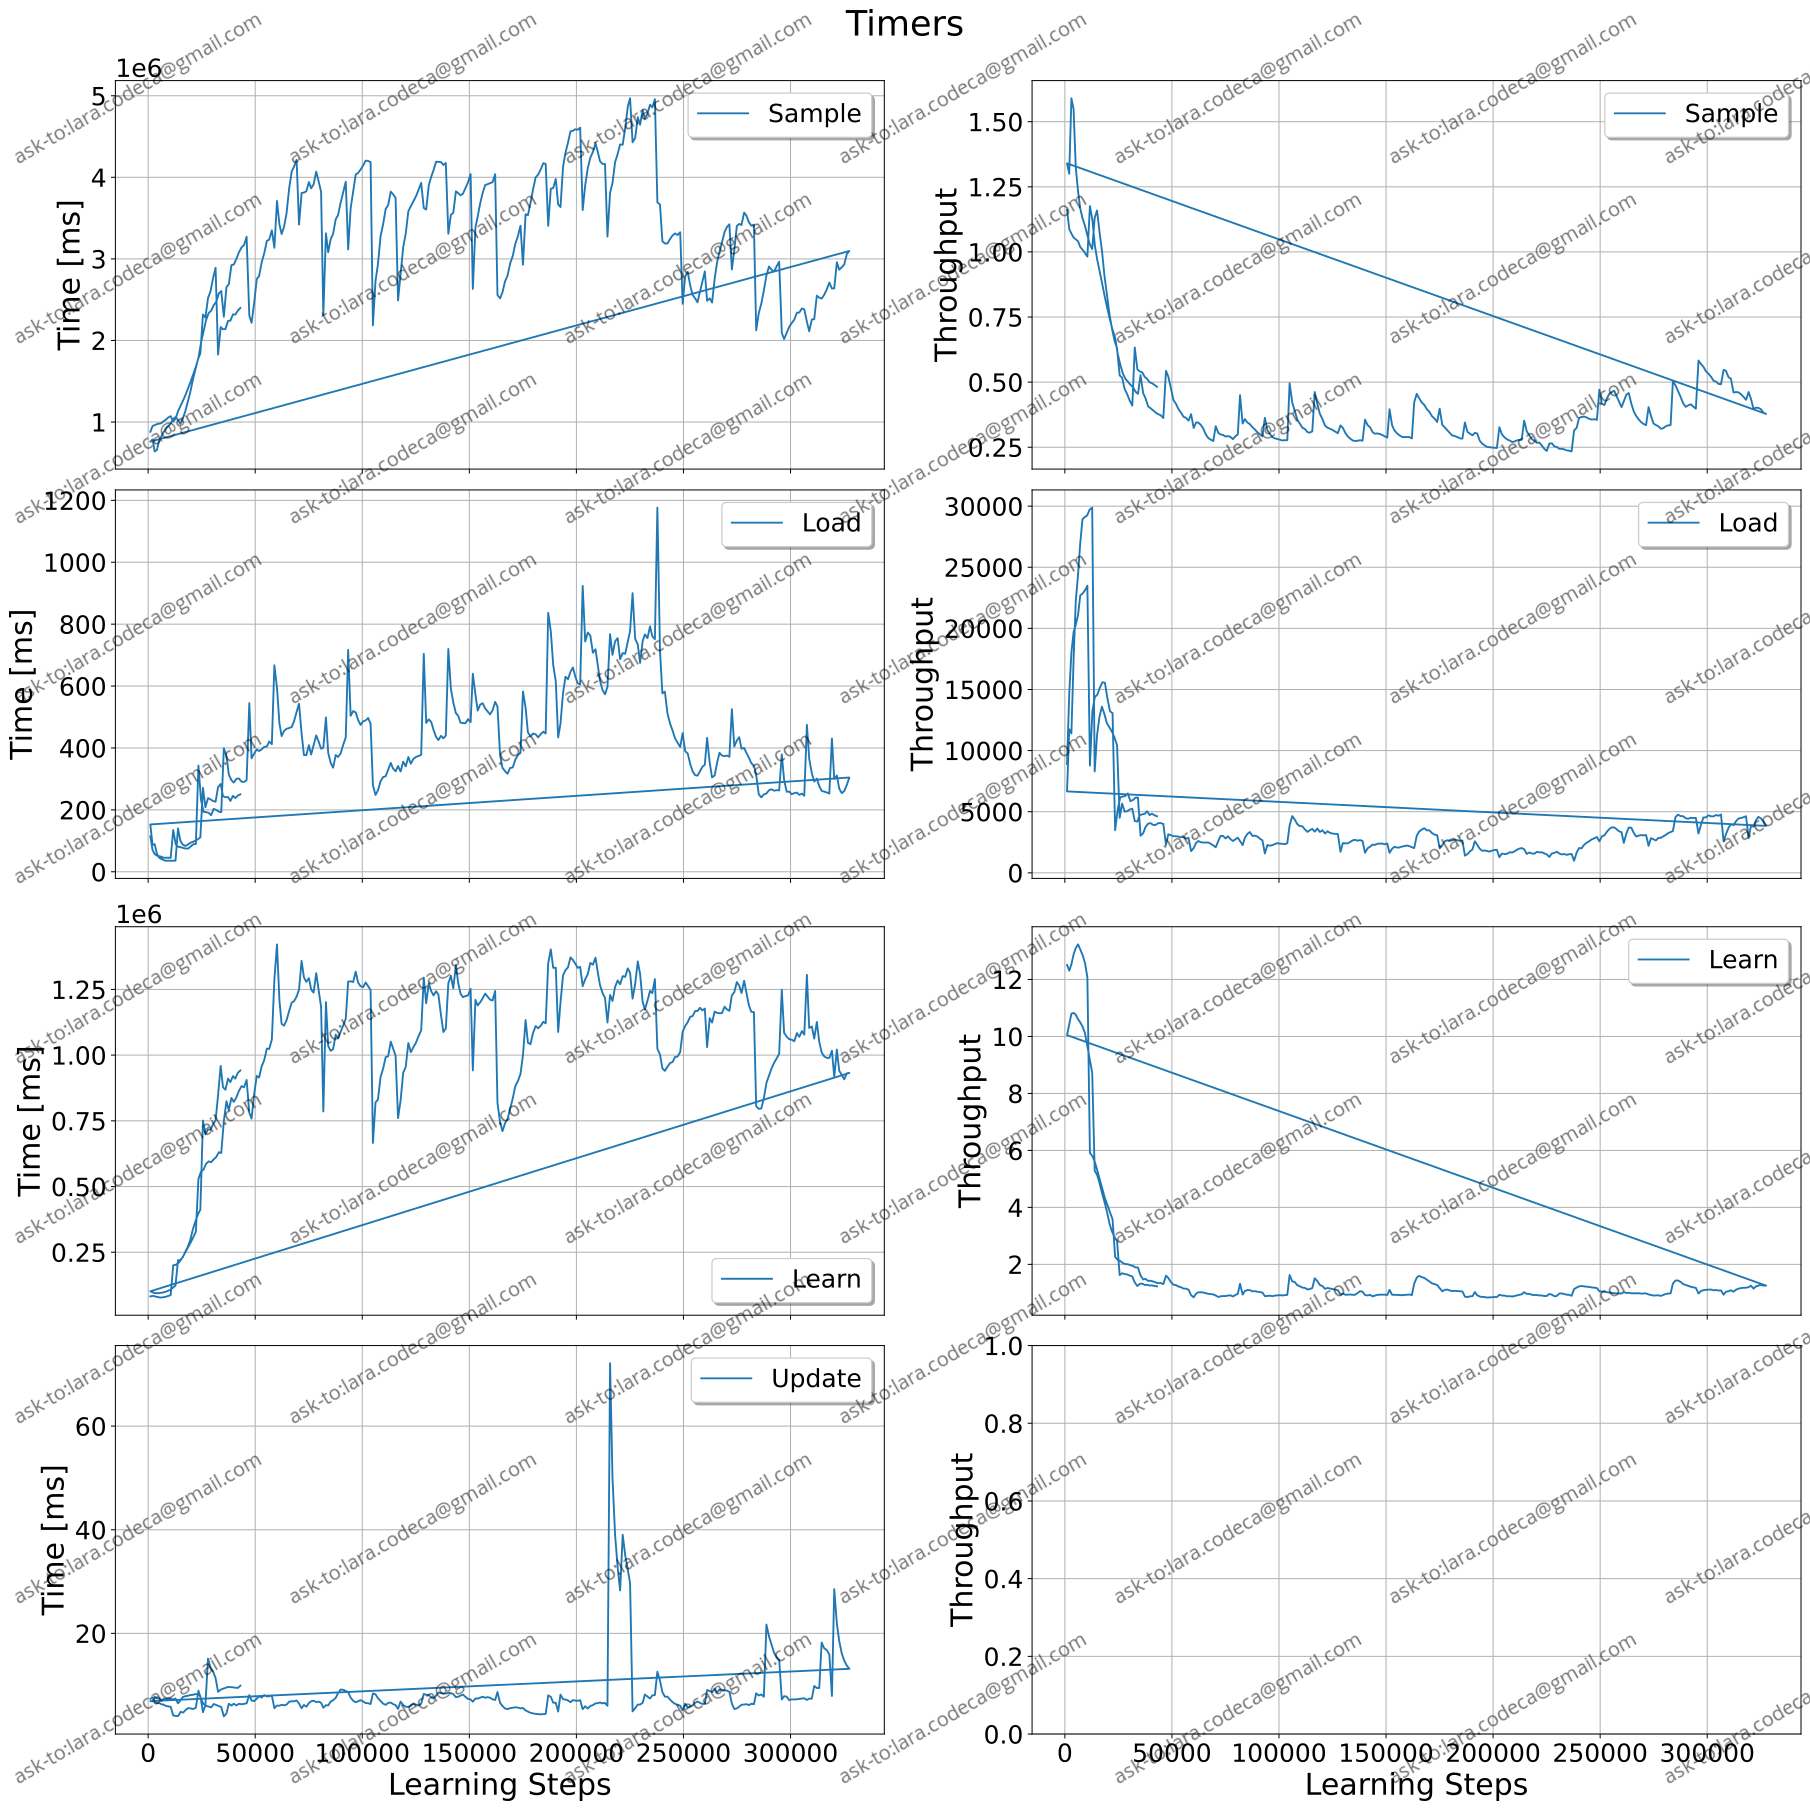 Timers
1e6
5
4
3
2
1
Time [ms]
Sample
1.50
1.25
1.00
0.75
0.50
0.25
Throughput
Sample
1200
1000
800
600
400
200
0
Time [ms]
Load
30000
25000
20000
15000
10000
5000
0
Throughput
Load
1e6
1.25
1.00
0.75
0.50
0.25
Time [ms]
Learn
12
10
8
6
4
2
Throughput
Learn
60
40
20
Time [ms]
Update
0 50000 100000 150000 200000 250000 300000
Learning Steps
1.0
0.8
0.6
0.4
0.2
0.0
Throughput
0 50000 100000 150000 200000 250000 300000
Learning Steps
ask-to:lara.codeca@gmail.com